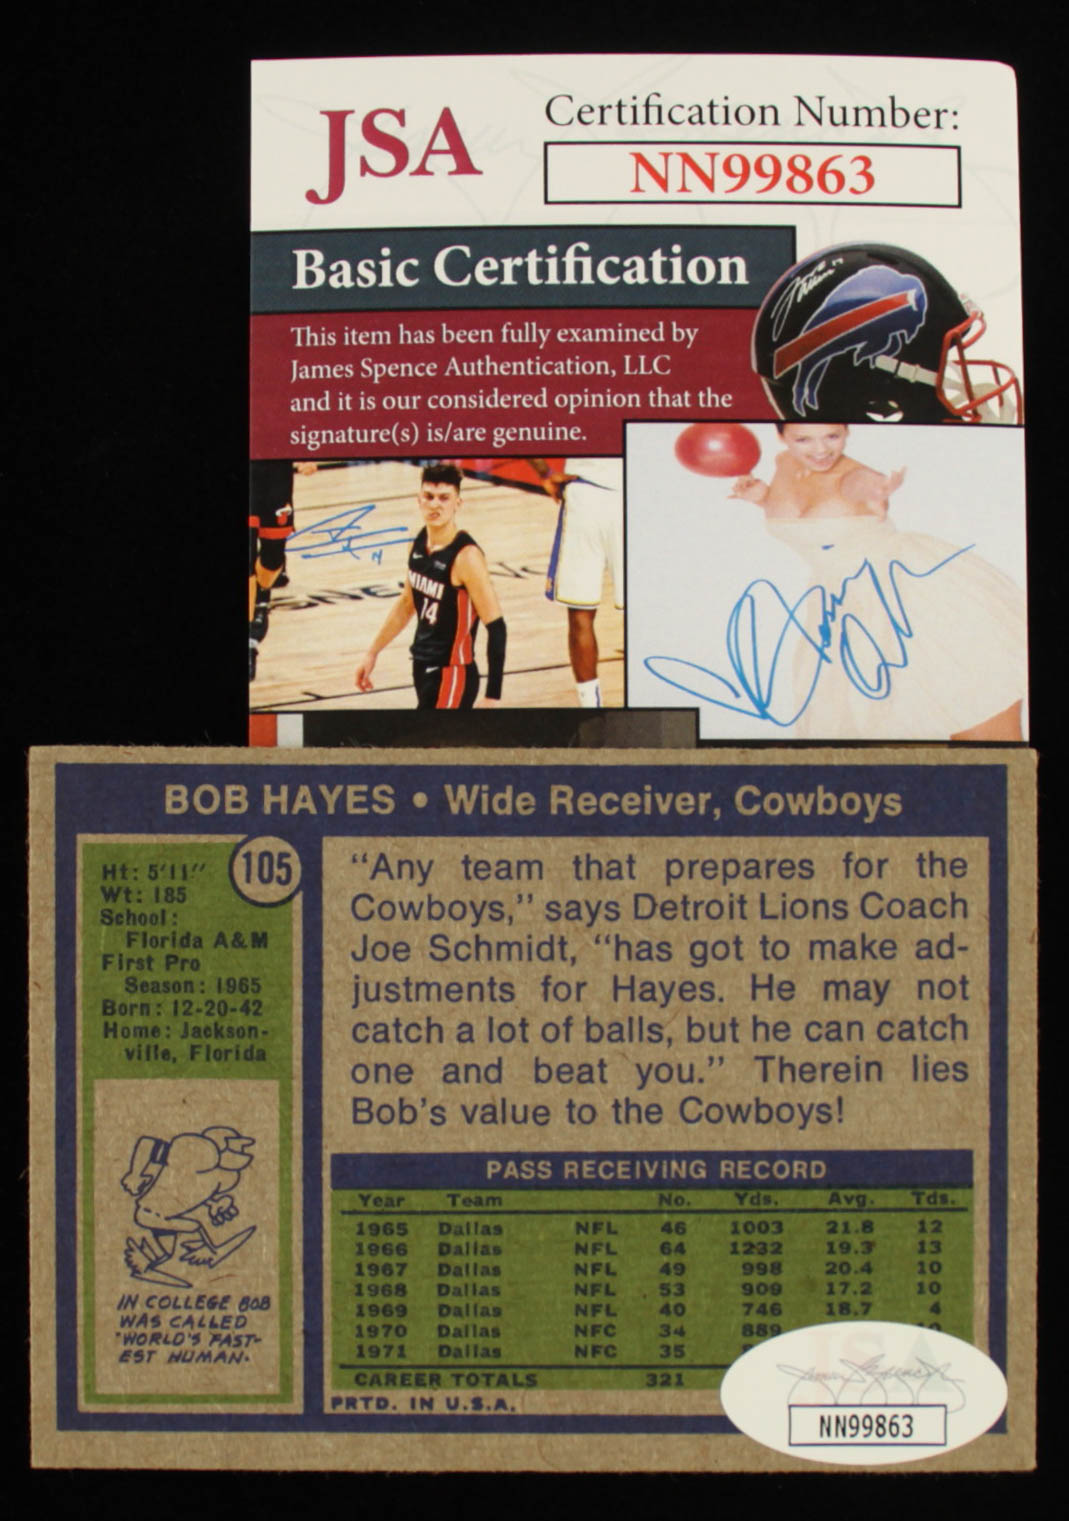 JSA
Certification Number:
NN99863
Basic Certification
This item has been fully examined by
James Spence Authentication, LLC
and it is our considered opinion that the
signature(s) is/are genuine.
MIAMI
14
BOB HAYES • Wide Receiver, Cowboys
105
Ht: 5'11"
Wt: 185
School:
Florida A&M
First Pro
Season: 1965
Born: 12-20-42
Home: Jackson-
ville, Florida
IN COLLEGE BOB
WAS CALLED
"WORLD'S FAST-
EST HUMAN.
"Any team that prepares for the
Cowboys," says Detroit Lions Coach
Joe Schmidt, "has got to make ad-
justments for Hayes. He may not
catch a lot of balls, but he can catch
one and beat you." Therein lies
Bob's value to the Cowboys!
PASS RECEIVING RECORD
Year Team No. Yds. Avg. Tds.
1965 Dallas NFL 46 1003 21.8 12
1966 Dallas NFL 64 1232 19.3 13
1967 Dallas NFL 49 998 20.4 10
1968 Dallas NFL 53 909 17.2 10
1969 Dallas NFL 40 746 18.7 4
1970 Dallas NFC 34 889
1971 Dallas NFC 35
CAREER TOTALS 321
PRTD. IN U.S.A.
JSA
NN99863